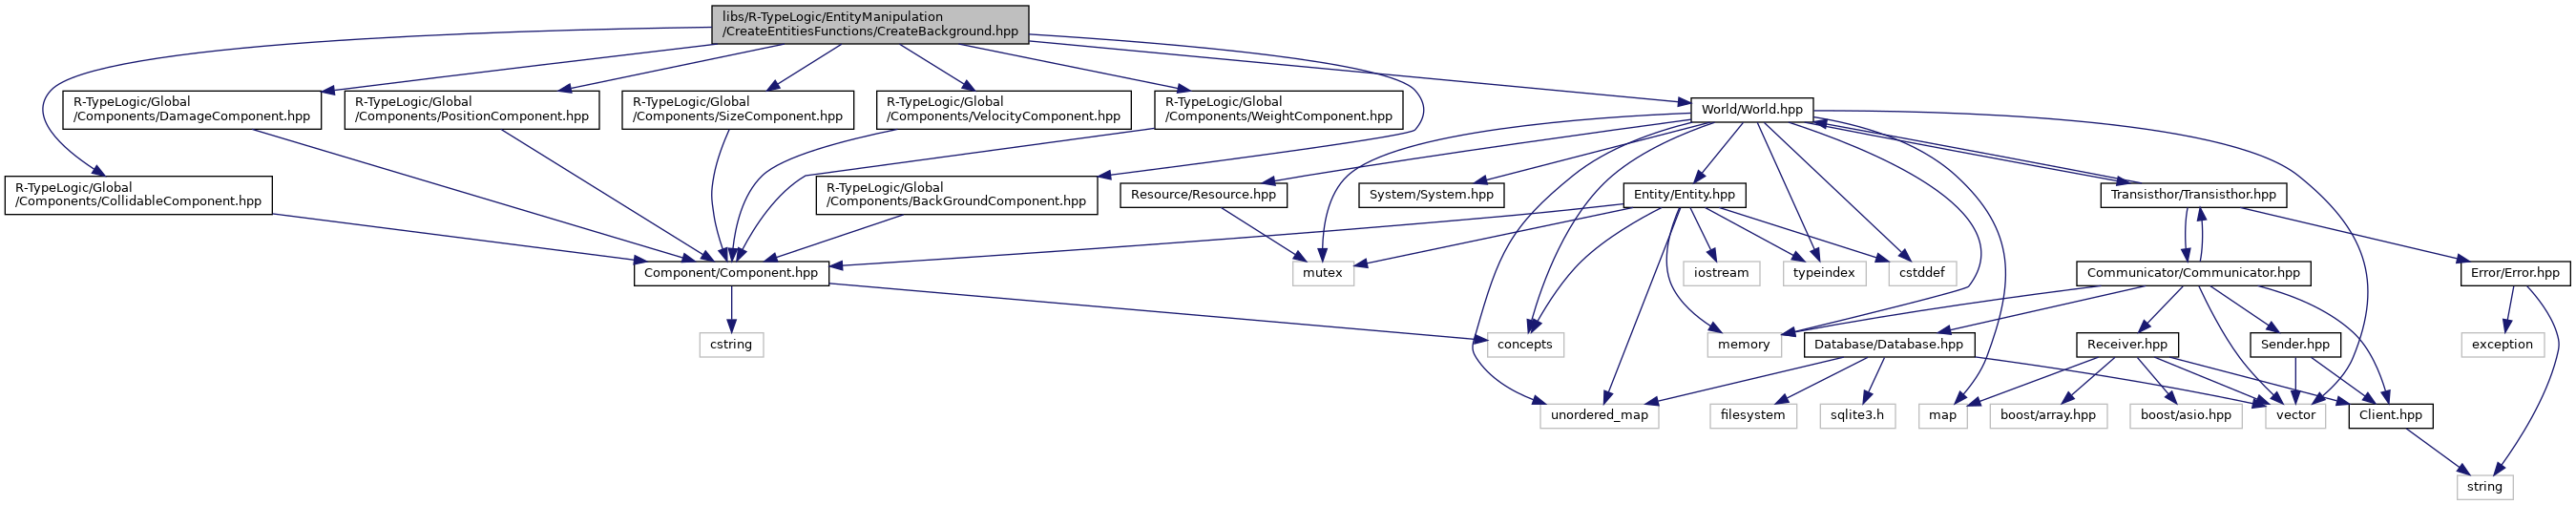 libs/R-TypeLogic/EntityManipulation
/CreateEntitiesFunctions/CreateBackground.hpp
R-TypeLogic/Global
/Components/DamageComponent.hpp
R-TypeLogic/Global
/Components/PositionComponent.hpp
R-TypeLogic/Global
/Components/SizeComponent.hpp
R-TypeLogic/Global
/Components/VelocityComponent.hpp
R-TypeLogic/Global
/Components/WeightComponent.hpp
World/World.hpp
R-TypeLogic/Global
/Components/CollidableComponent.hpp
R-TypeLogic/Global
/Components/BackGroundComponent.hpp
Resource/Resource.hpp
System/System.hpp
Entity/Entity.hpp
Transisthor/Transisthor.hpp
Component/Component.hpp
mutex
iostream
typeindex
cstddef
Communicator/Communicator.hpp
Error/Error.hpp
cstring
concepts
memory
Database/Database.hpp
Receiver.hpp
Sender.hpp
exception
unordered_map
filesystem
sqlite3.h
map
boost/array.hpp
boost/asio.hpp
vector
Client.hpp
string